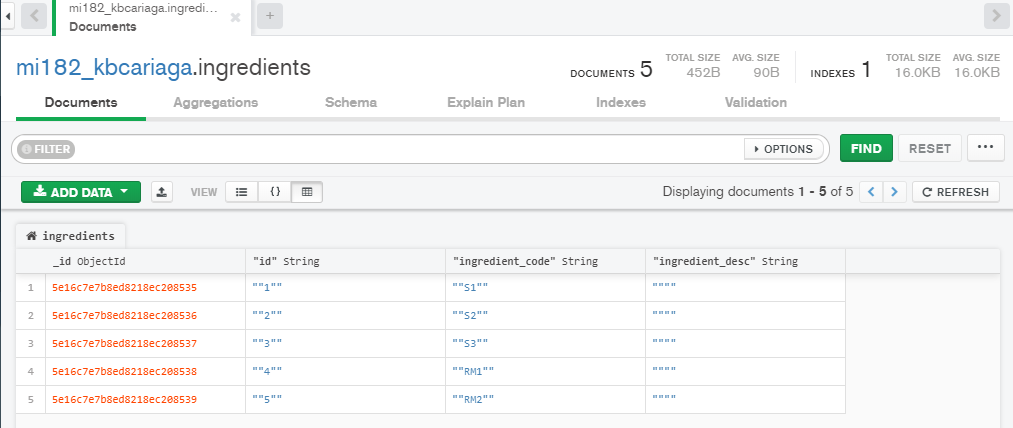 mi182_kbcariaga.ingredi...
Documents
mi182_kbcariaga.ingredients
DOCUMENTS 5
TOTAL SIZE 452B
AVG. SIZE 90B
INDEXES 1
TOTAL SIZE 16.0KB
AVG. SIZE 16.0KB
Documents Aggregations Schema Explain Plan Indexes Validation
FILTER OPTIONS FIND RESET ...
ADD DATA VIEW {} Displaying documents 1 - 5 of 5 < > REFRESH
ingredients
_id ObjectId "id" String "ingredient_code" String "ingredient_desc" String
1 5e16c7e7b8ed8218ec208535 ""1"" ""S1"" """"
2 5e16c7e7b8ed8218ec208536 ""2"" ""S2"" """"
3 5e16c7e7b8ed8218ec208537 ""3"" ""S3"" """"
4 5e16c7e7b8ed8218ec208538 ""4"" ""RM1"" """"
5 5e16c7e7b8ed8218ec208539 ""5"" ""RM2"" """"